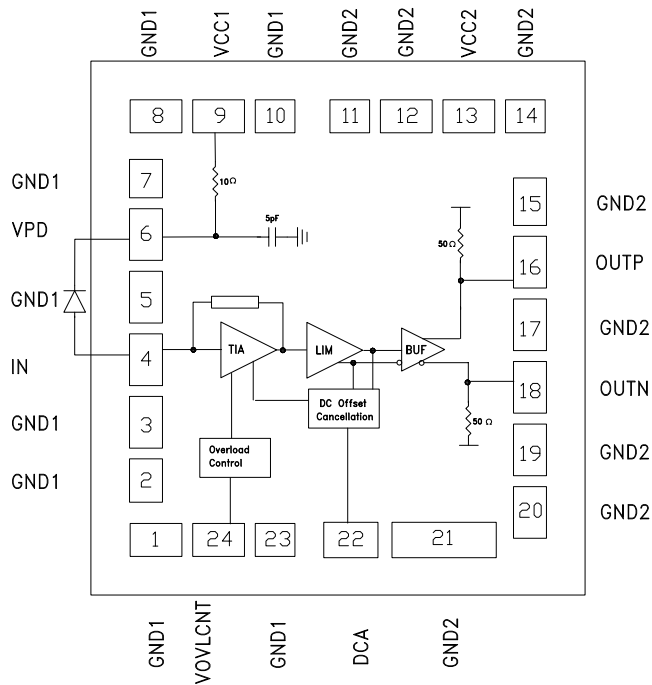 GND1
VCC1
GND1
GND2
GND2
VCC2
GND2
8
9
10
11
12
13
14
GND1
7
10Ω
15
GND2
VPD
6
5pF
50Ω
16
OUTP
GND1
5
17
GND2
IN
4
TIA
LIM
BUF
18
OUTN
GND1
3
DC Offset
Cancellation
50 Ω
19
GND2
GND1
2
Overload
Control
20
GND2
1
24
23
22
21
GND1
VOVLCNT
GND1
DCA
GND2